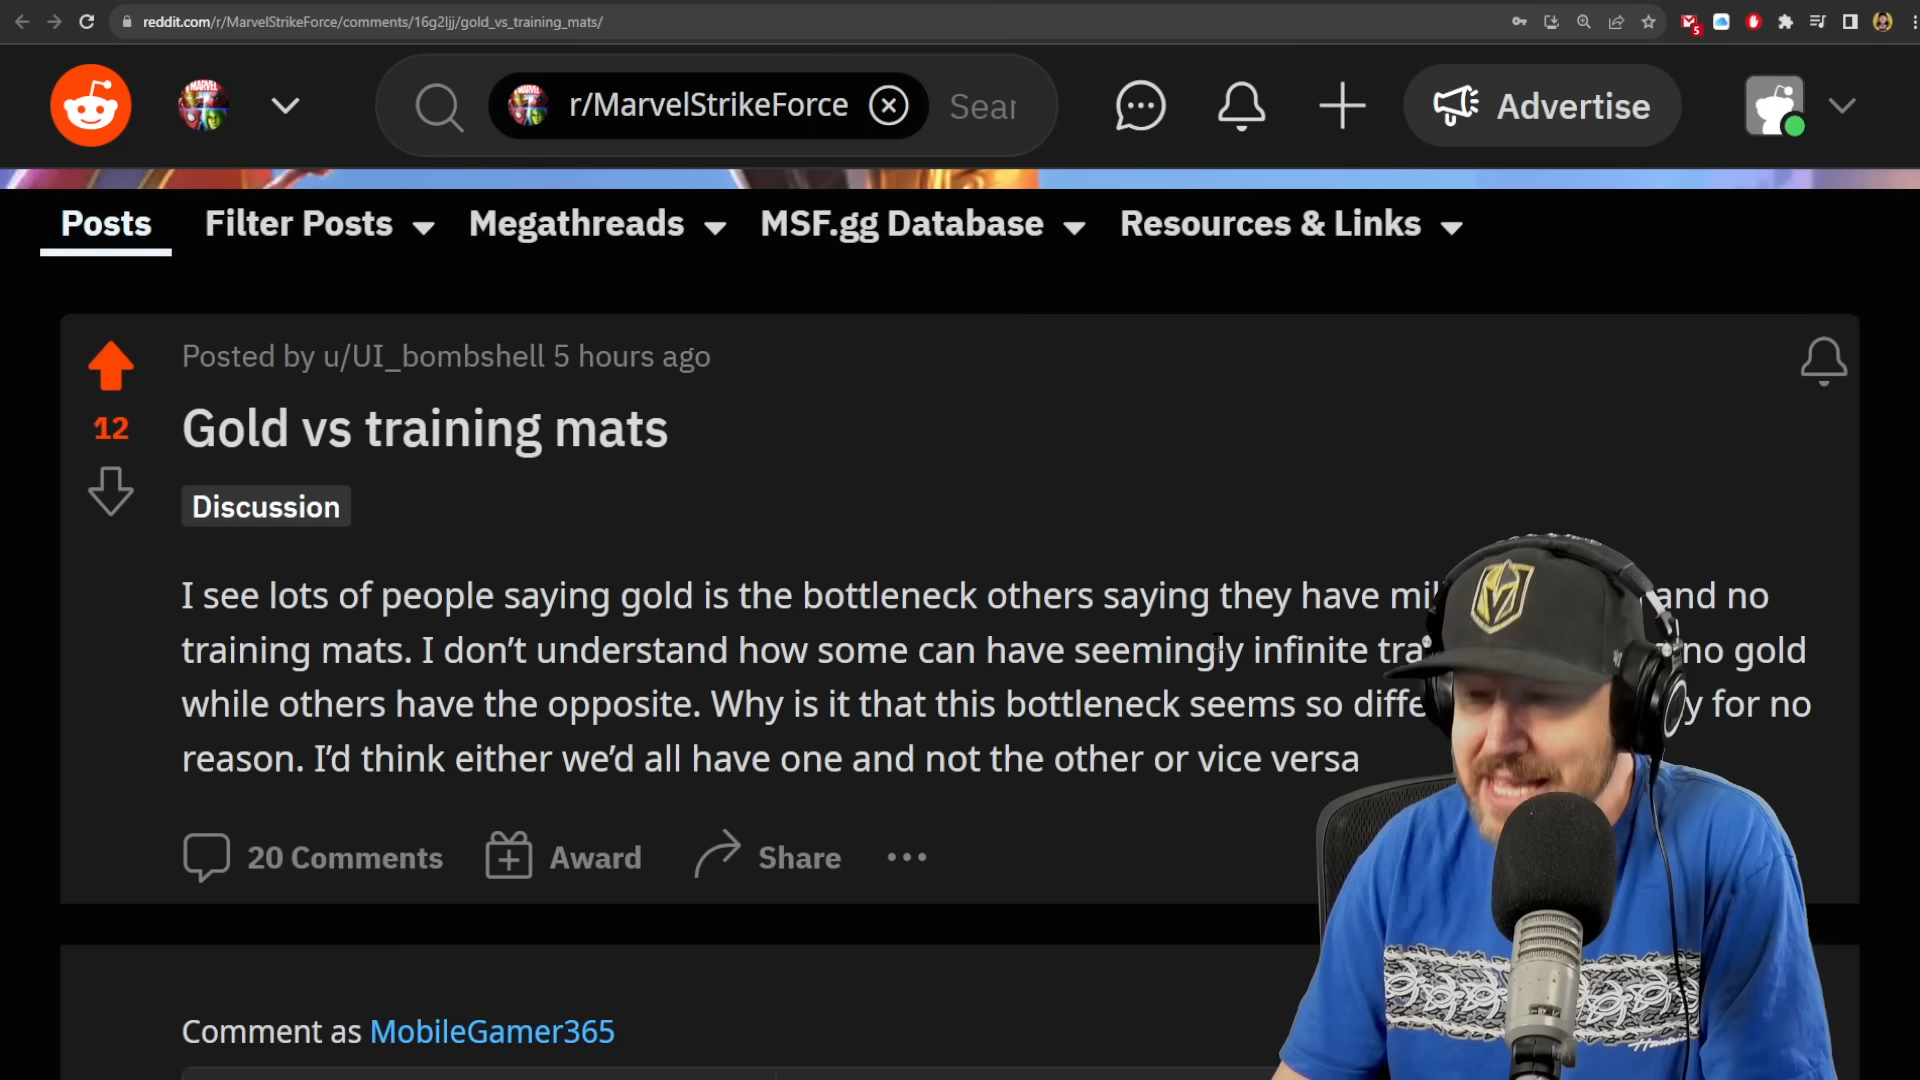 reddit.com/r/MarvelStrikeForce/comments/16g2ljj/gold_vs_training_mats/
5
MARVEL
r/MarvelStrikeForce
Sear
Advertise
Posts
Filter Posts
Megathreads
MSF.gg Database
Resources & Links
Posted by u/UI_bombshell 5 hours ago
12
Gold vs training mats
Discussion
I see lots of people saying gold is the bottleneck others saying they have mil and no
training mats. I don't understand how some can have seemingly infinite tra no gold
while others have the opposite. Why is it that this bottleneck seems so diffe y for no
reason. I'd think either we'd all have one and not the other or vice versa
20 Comments
Award
Share
Comment as MobileGamer365